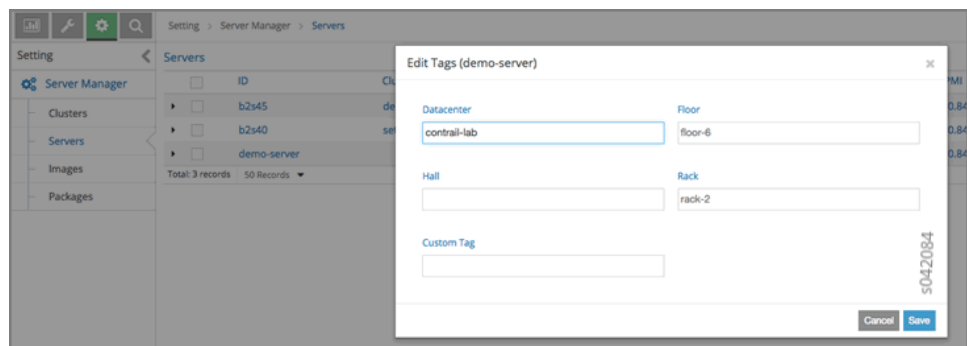 Setting > Server Manager > Servers
Setting
Server Manager
Clusters
Servers
Images
Packages
Servers
ID
b2s45
b2s40
demo-server
Total: 3 records 50 Records
Edit Tags (demo-server)
×
Datacenter
Floor
contrail-lab
floor-6
Hall
Rack
rack-2
Custom Tag
s042084
Cancel
Save